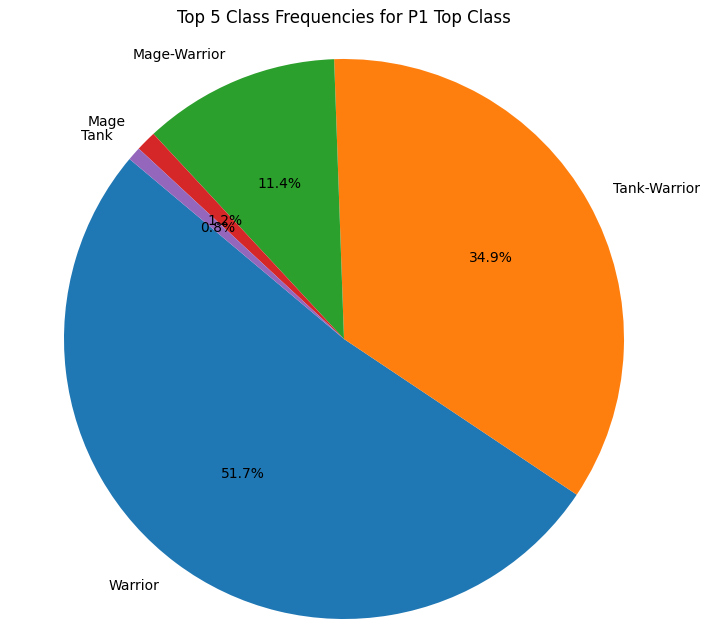 Top 5 Class Frequencies for P1 Top Class
Mage-Warrior
Mage
Tank
Tank-Warrior
11.4%
1.2%
0.8%
34.9%
51.7%
Warrior